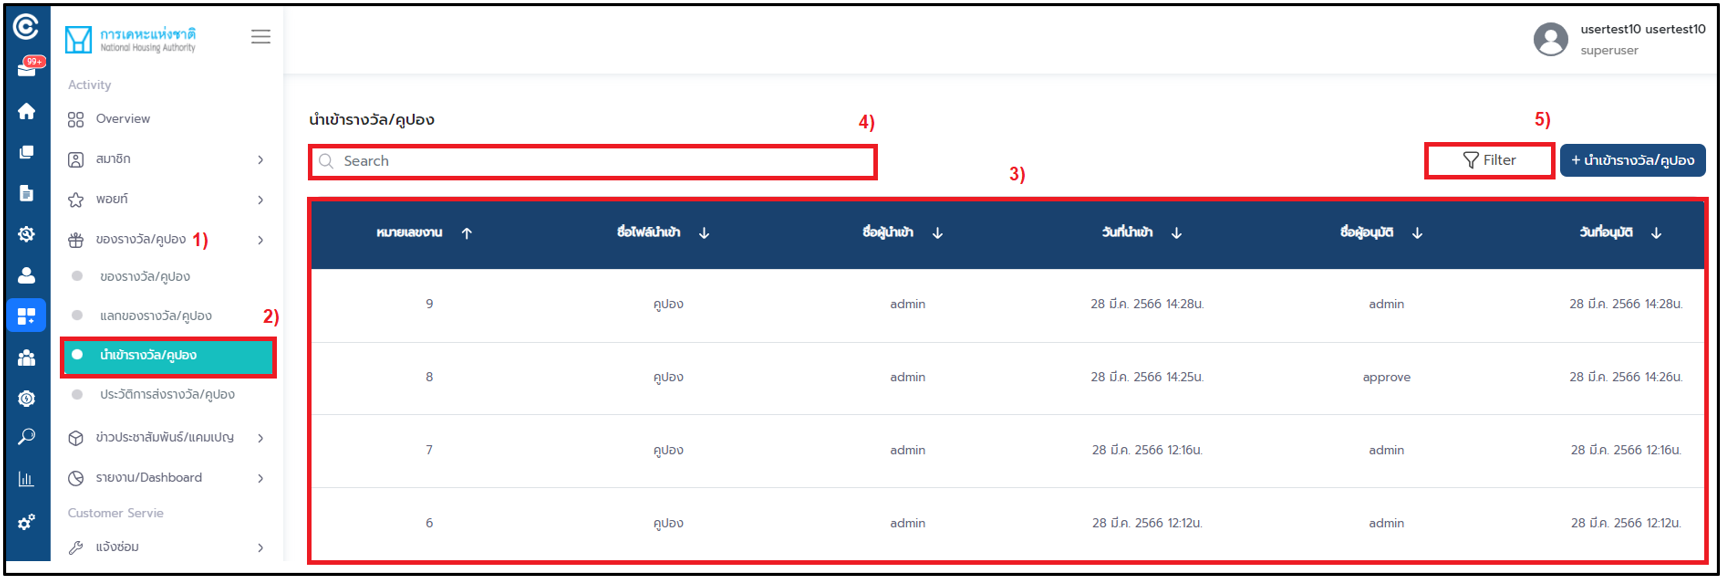 การเคหะแห่งชาติ
National Housing Authority
usertest10 usertest10
superuser
99+
Activity
Overview
สมาชิก
พอยท์
ของรางวัล/คูปอง 1)
ของรางวัล/คูปอง
แลกของรางวัล/คูปอง
2)
นำเข้ารางวัล/คูปอง
ประวัติการส่งรางวัล/คูปอง
ข่าวประชาสัมพันธ์/แคมเปญ
รายงาน/Dashboard
Customer Servie
แจ้งซ่อม
นำเข้ารางวัล/คูปอง
4)
5)
Search
Filter
+ นำเข้ารางวัล/คูปอง
3)
หมายเลขงาน ↑ ชื่อไฟล์นำเข้า ↓ ชื่อผู้นำเข้า ↓ วันที่นำเข้า ↓ ชื่อผู้อนุมัติ ↓ วันที่อนุมัติ ↓
9 คูปอง admin 28 มี.ค. 2566 14:28น. admin 28 มี.ค. 2566 14:28น.
8 คูปอง admin 28 มี.ค. 2566 14:25น. approve 28 มี.ค. 2566 14:26น.
7 คูปอง admin 28 มี.ค. 2566 12:16น. admin 28 มี.ค. 2566 12:16น.
6 คูปอง admin 28 มี.ค. 2566 12:12น. admin 28 มี.ค. 2566 12:12น.